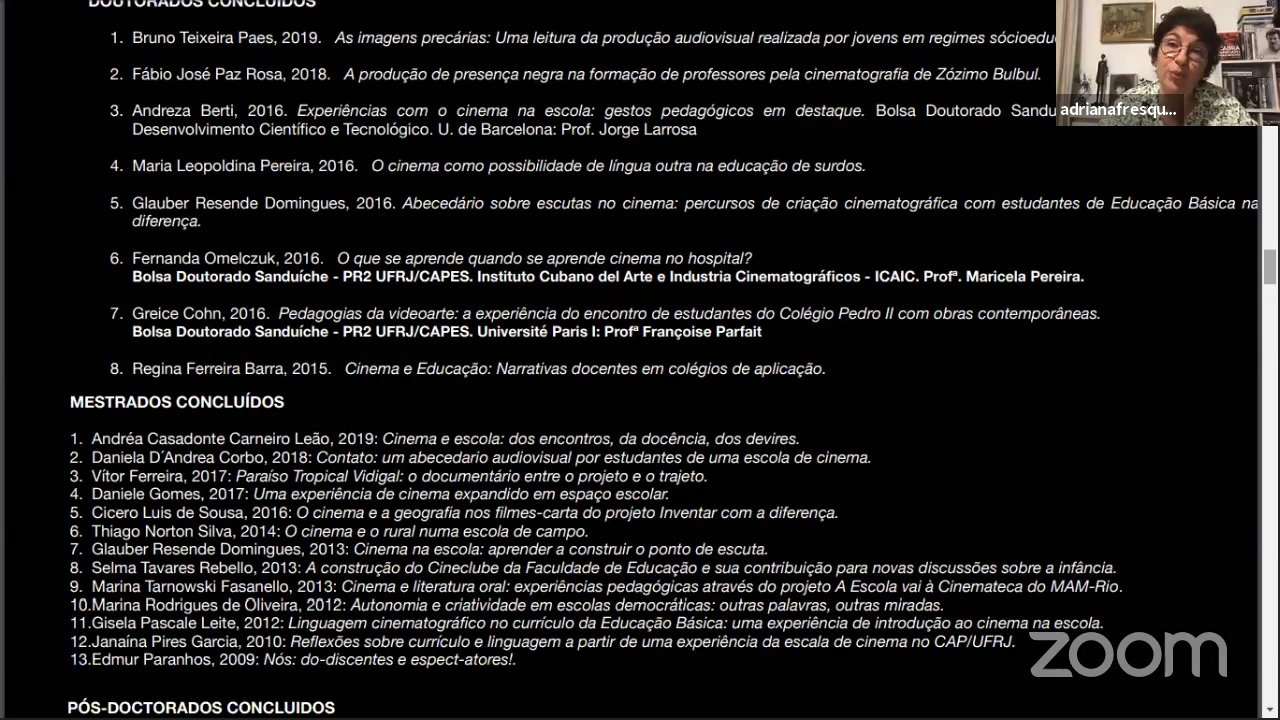 DOUTORADOS CONCLUÍDOS
1. Bruno Teixeira Paes, 2019. As imagens precárias: Uma leitura da produção audiovisual realizada por jovens em regimes
2. Fábio José Paz Rosa, 2018. A produção de presença negra na formação de professores pela cinematografia de Zózimo Bulbul.
3. Andreza Berti, 2016. Experiências com o cinema na escola: gestos pedagógicos em destaque. Bolsa Doutorado
Desenvolvimento Científico e Tecnológico. U. de Barcelona: Prof. Jorge Larrosa
adrianafresqu...
4. Maria Leopoldina Pereira, 2016. O cinema como possibilidade de língua outra na educação de surdos.
5. Glauber Resende Domingues, 2016. Abecedário sobre escutas no cinema: percursos de criação cinematográfica com estudantes de Educação Básica na
diferença.
6. Fernanda Omelczuk, 2016. O que se aprende quando se aprende cinema no hospital?
Bolsa Doutorado Sanduíche - PR2 UFRJ/CAPES. Instituto Cubano del Arte e Industria Cinematográficos - ICAIC. Profª. Maricela Pereira.
7. Greice Cohn, 2016. Pedagogias da videoarte: a experiência do encontro de estudantes do Colégio Pedro II com obras contemporâneas.
Bolsa Doutorado Sanduíche - PR2 UFRJ/CAPES. Université Paris I: Profª Françoise Parfait
8. Regina Ferreira Barra, 2015. Cinema e Educação: Narrativas docentes em colégios de aplicação.
MESTRADOS CONCLUÍDOS
1. Andréa Casadonte Carneiro Leão, 2019: Cinema e escola: dos encontros, da docência, dos devires.
2. Daniela D´Andrea Corbo, 2018: Contato: um abecedario audiovisual por estudantes de uma escola de cinema.
3. Vítor Ferreira, 2017: Paraíso Tropical Vidigal: o documentário entre o projeto e o trajeto.
4. Daniele Gomes, 2017: Uma experiência de cinema expandido em espaço escolar.
5. Cicero Luis de Sousa, 2016: O cinema e a geografia nos filmes-carta do projeto Inventar com a diferença.
6. Thiago Norton Silva, 2014: O cinema e o rural numa escola de campo.
7. Glauber Resende Domingues, 2013: Cinema na escola: aprender a construir o ponto de escuta.
8. Selma Tavares Rebello, 2013: A construção do Cineclube da Faculdade de Educação e sua contribuição para novas discussões sobre a infância.
9. Marina Tarnowski Fasanello, 2013: Cinema e literatura oral: experiências pedagógicas através do projeto A Escola vai à Cinemateca do MAM-Rio.
10.Marina Rodrigues de Oliveira, 2012: Autonomia e criatividade em escolas democráticas: outras palavras, outras miradas.
11.Gisela Pascale Leite, 2012: Linguagem cinematográfico no currículo da Educação Básica: uma experiência de introdução ao cinema na escola.
12.Janaína Pires Garcia, 2010: Reflexões sobre currículo e linguagem a partir de uma experiência da escala de cinema no CAP/UFRJ.
13.Edmur Paranhos, 2009: Nós: do-discentes e espect-atores!.
zoom
PÓS-DOCTORADOS CONCLUIDOS